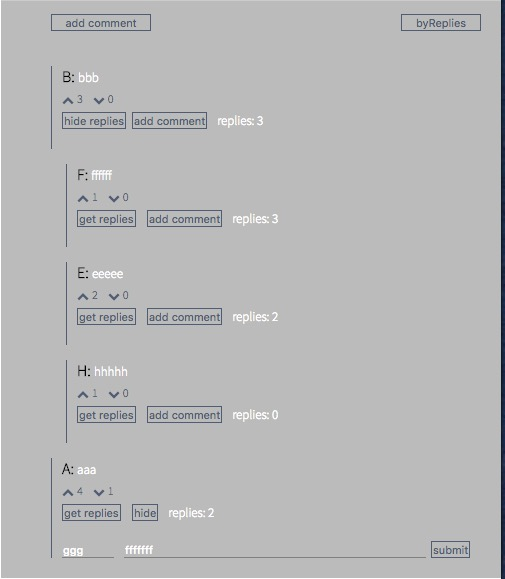 add comment byReplies
B: bbb
3 0
hide replies add comment replies: 3
F: ffffff
1 0
get replies add comment replies: 3
E: eeeee
2 0
get replies add comment replies: 2
H: hhhhh
1 0
get replies add comment replies: 0
A: aaa
4 1
get replies hide replies: 2
ggg fffffff submit